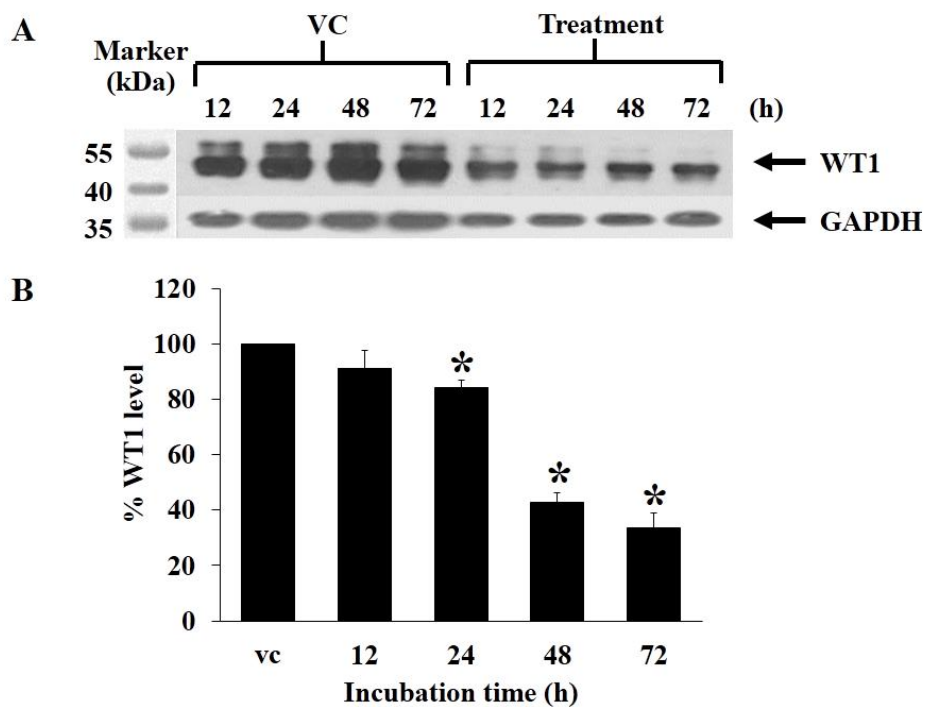 A
VC
Treatment
Marker
(kDa)
12 24 48 72 12 24 48 72 (h)
55
WT1
40
35
GAPDH
B
120
100
80
60
40
20
0
% WT1 level
* * *
vc 12 24 48 72
Incubation time (h)